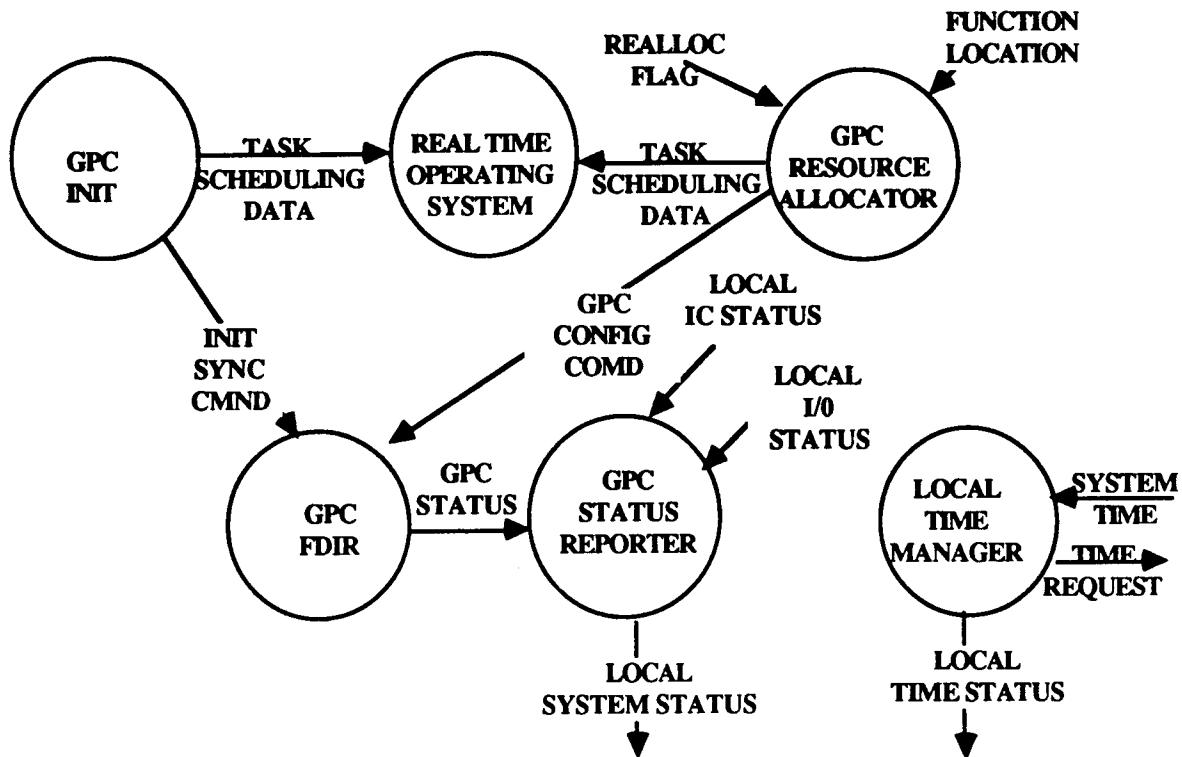 FUNCTION
LOCATION
REALLOC
FLAG
GPC
INIT
TASK
SCHEDULING
DATA
REAL TIME
OPERATING
SYSTEM
TASK
SCHEDULING
DATA
GPC
RESOURCE
ALLOCATOR
INIT
SYNC
CMND
GPC
CONFIG
COMD
LOCAL
IC STATUS
LOCAL
I/0
STATUS
GPC
FDIR
GPC
STATUS
GPC
STATUS
REPORTER
LOCAL
TIME
MANAGER
SYSTEM
TIME
TIME
REQUEST
LOCAL
SYSTEM STATUS
LOCAL
TIME STATUS